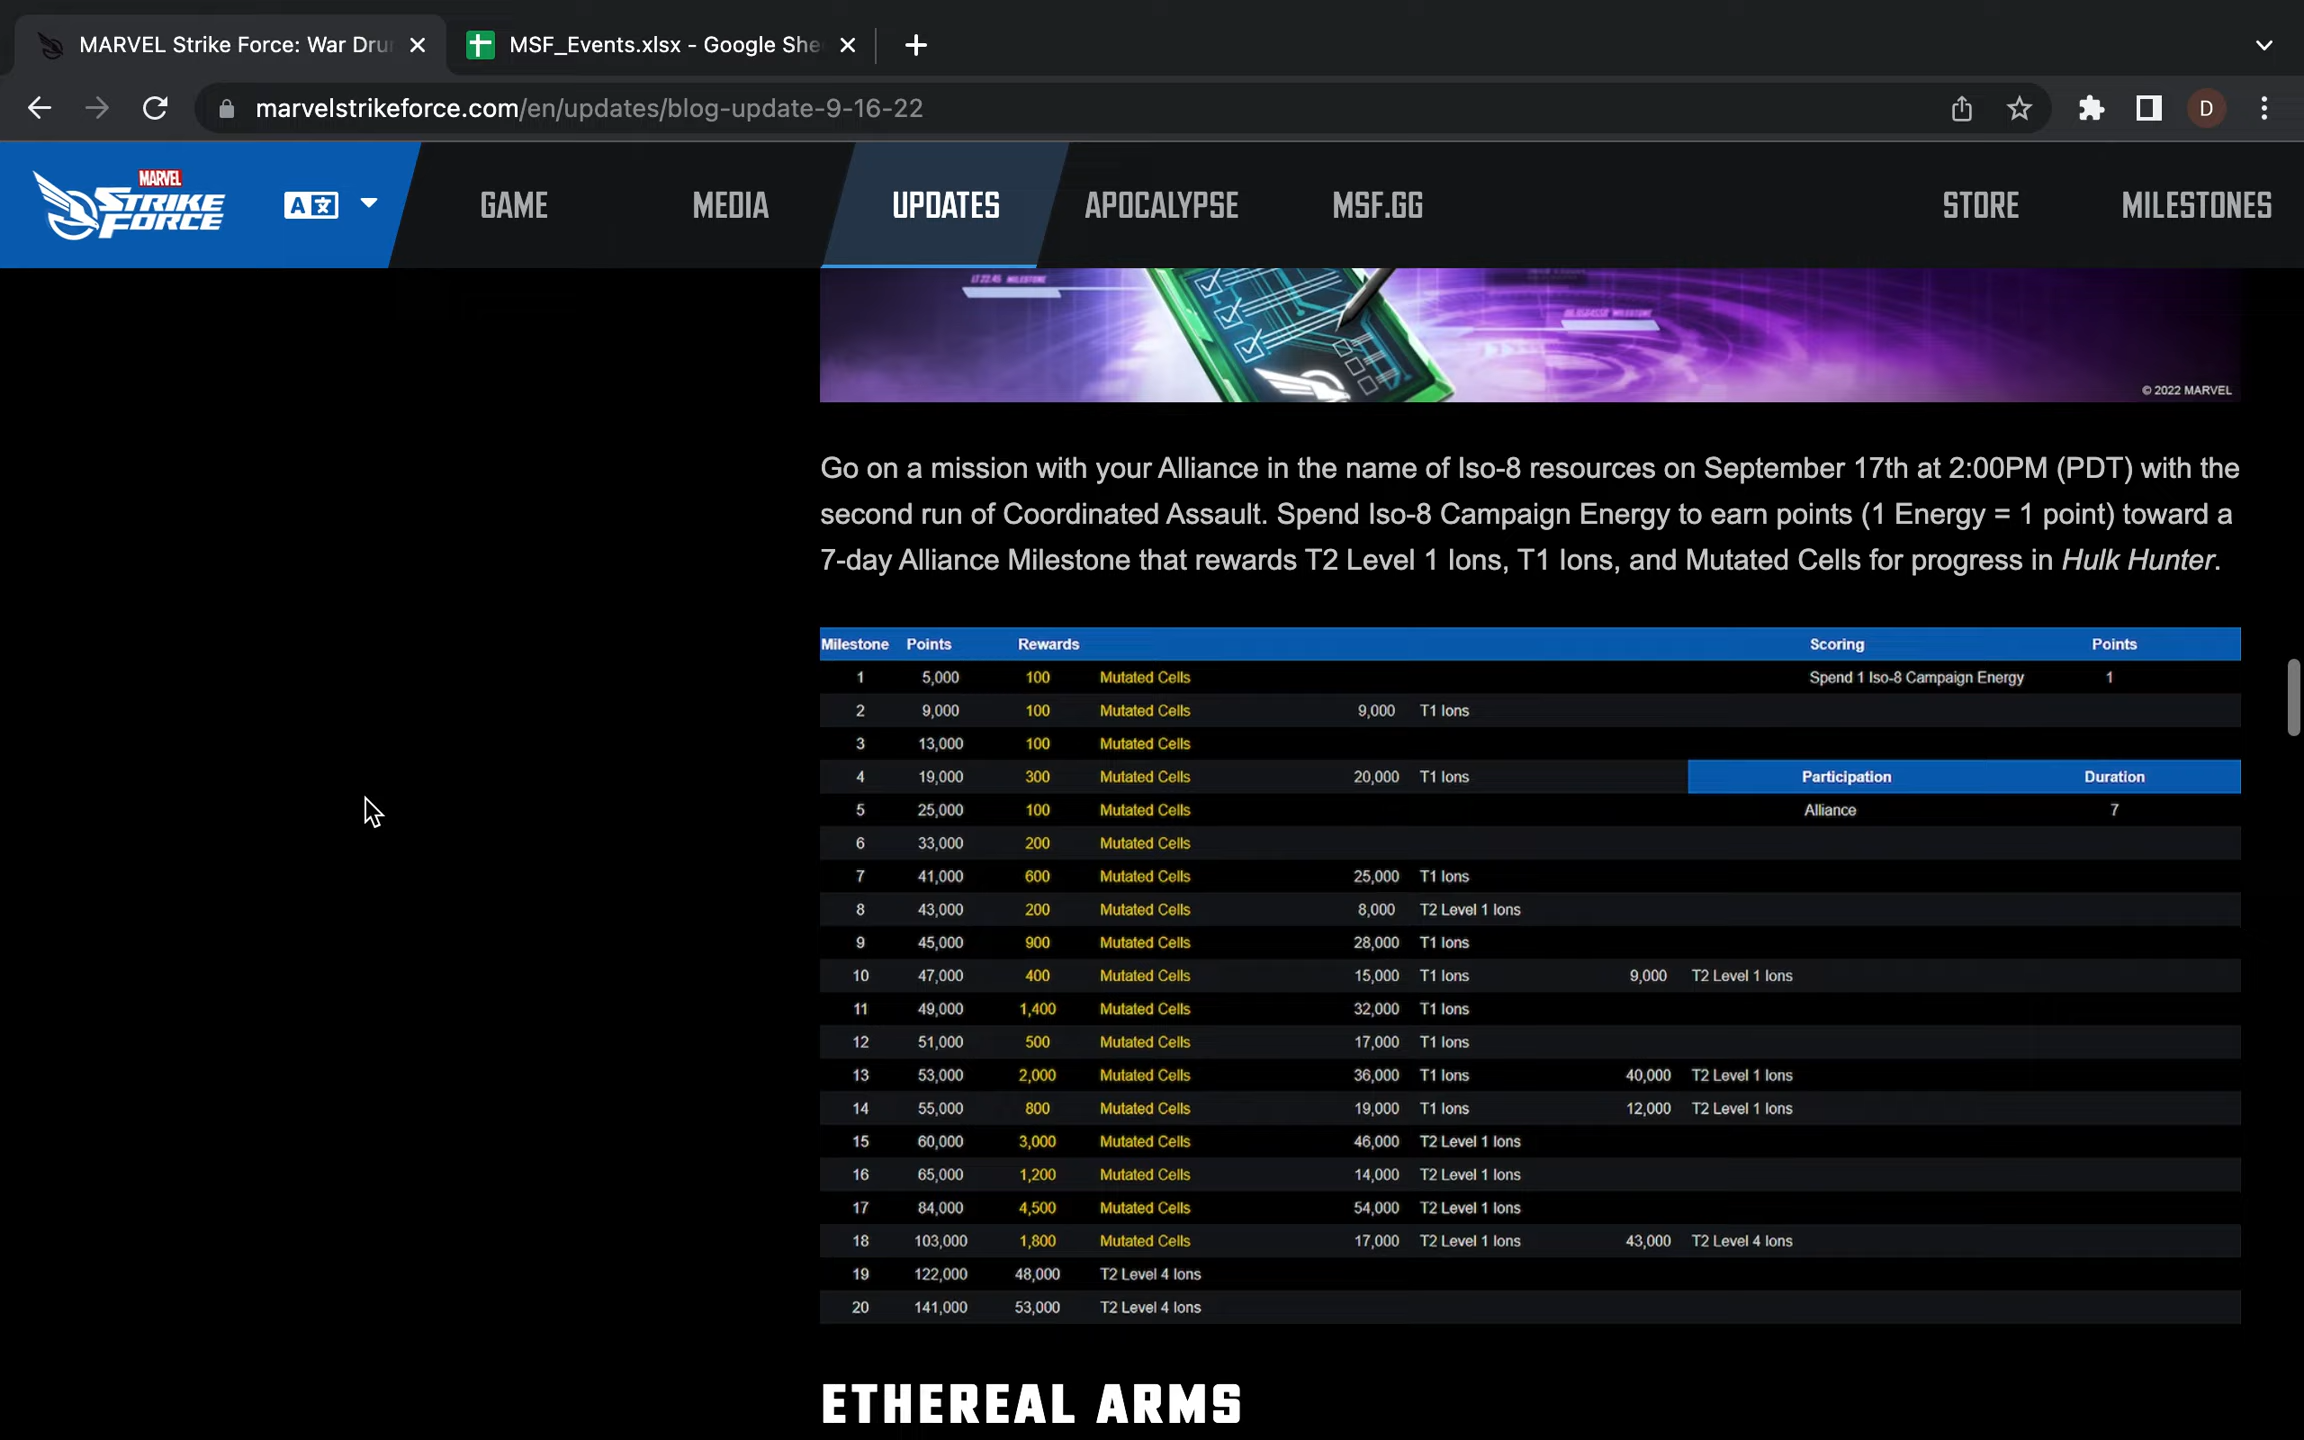 MARVEL Strike Force: War Dru
MSF_Events.xlsx - Google She
marvelstrikeforce.com/en/updates/blog-update-9-16-22
D
MARVEL
STRIKE
FORCE
A
GAME
MEDIA
UPDATES
APOCALYPSE
MSF.GG
STORE
MILESTONES
© 2022 MARVEL
Go on a mission with your Alliance in the name of Iso-8 resources on September 17th at 2:00PM (PDT) with the
second run of Coordinated Assault. Spend Iso-8 Campaign Energy to earn points (1 Energy = 1 point) toward a
7-day Alliance Milestone that rewards T2 Level 1 Ions, T1 Ions, and Mutated Cells for progress in Hulk Hunter.
Milestone Points Rewards Scoring Points
1 5,000 100 Mutated Cells Spend 1 Iso-8 Campaign Energy 1
2 9,000 100 Mutated Cells 9,000 T1 Ions
3 13,000 100 Mutated Cells
4 19,000 300 Mutated Cells 20,000 T1 Ions Participation Duration
5 25,000 100 Mutated Cells Alliance 7
6 33,000 200 Mutated Cells
7 41,000 600 Mutated Cells 25,000 T1 Ions
8 43,000 200 Mutated Cells 8,000 T2 Level 1 Ions
9 45,000 900 Mutated Cells 28,000 T1 Ions
10 47,000 400 Mutated Cells 15,000 T1 Ions 9,000 T2 Level 1 Ions
11 49,000 1,400 Mutated Cells 32,000 T1 Ions
12 51,000 500 Mutated Cells 17,000 T1 Ions
13 53,000 2,000 Mutated Cells 36,000 T1 Ions 40,000 T2 Level 1 Ions
14 55,000 800 Mutated Cells 19,000 T1 Ions 12,000 T2 Level 1 Ions
15 60,000 3,000 Mutated Cells 46,000 T2 Level 1 Ions
16 65,000 1,200 Mutated Cells 14,000 T2 Level 1 Ions
17 84,000 4,500 Mutated Cells 54,000 T2 Level 1 Ions
18 103,000 1,800 Mutated Cells 17,000 T2 Level 1 Ions 43,000 T2 Level 4 Ions
19 122,000 48,000 T2 Level 4 Ions
20 141,000 53,000 T2 Level 4 Ions
ETHEREAL ARMS